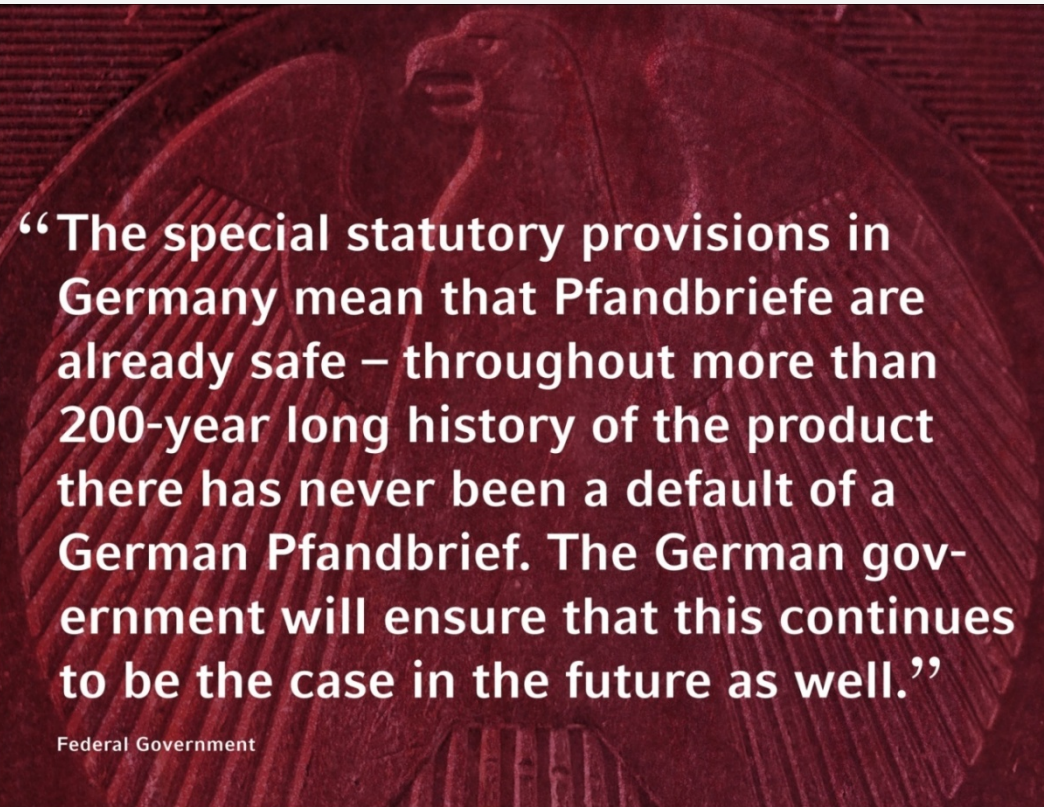 “The special statutory provisions in
Germany mean that Pfandbriefe are
already safe – throughout more than
200-year long history of the product
there has never been a default of a
German Pfandbrief. The German gov-
ernment will ensure that this continues
to be the case in the future as well.”
Federal Government